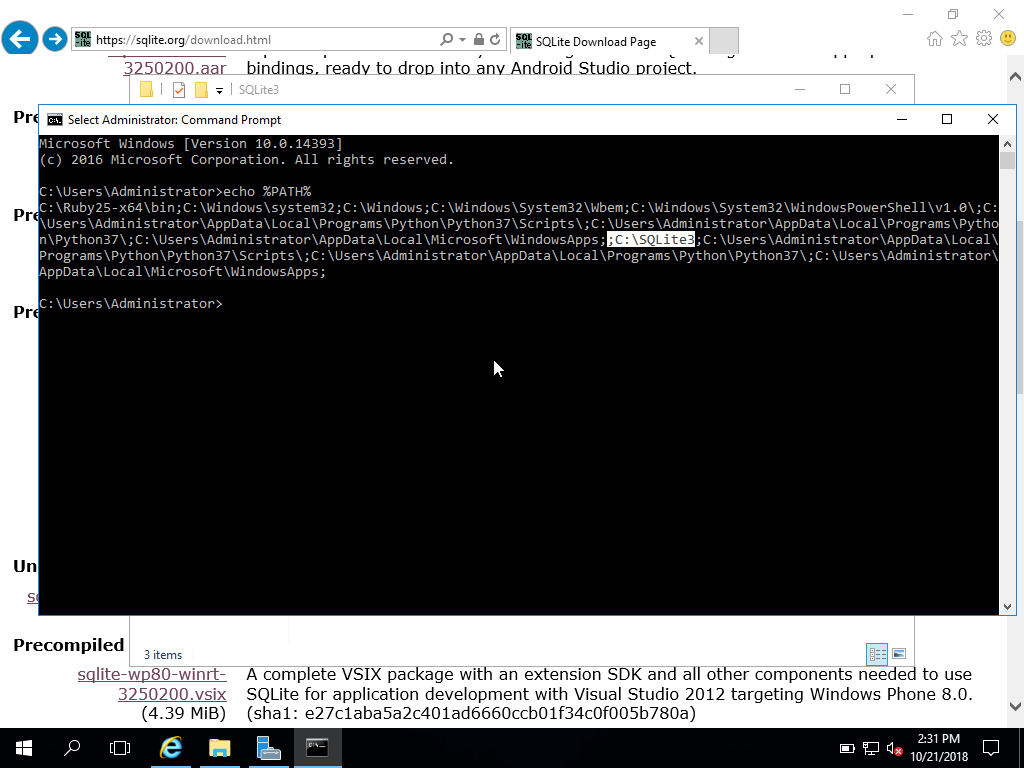 https://sqlite.org/download.html
SQLite Download Page
3250200.aar
bindings, ready to drop into any Android Studio project.
SQLite3
Pre
Select Administrator: Command Prompt
Microsoft Windows [Version 10.0.14393]
(c) 2016 Microsoft Corporation. All rights reserved.
C:\Users\Administrator>echo %PATH%
C:\Ruby25-x64\bin;C:\Windows\system32;C:\Windows;C:\Windows\System32\Wbem;C:\Windows\System32\WindowsPowerShell\v1.0\;C:
\Users\Administrator\AppData\Local\Programs\Python\Python37\Scripts\;C:\Users\Administrator\AppData\Local\Programs\Pytho
n\Python37\;C:\Users\Administrator\AppData\Local\Microsoft\WindowsApps;;C:\SQLite3;C:\Users\Administrator\AppData\Local\
Programs\Python\Python37\Scripts\;C:\Users\Administrator\AppData\Local\Programs\Python\Python37\;C:\Users\Administrator\
AppData\Local\Microsoft\WindowsApps;
C:\Users\Administrator>
Pre
Pre
Un
sq
3 items
Precompiled
sqlite-wp80-winrt-
3250200.vsix
(4.39 MiB)
A complete VSIX package with an extension SDK and all other components needed to use
SQLite for application development with Visual Studio 2012 targeting Windows Phone 8.0.
(sha1: e27c1aba5a2c401ad6660ccb01f34c0f005b780a)
2:31 PM
10/21/2018